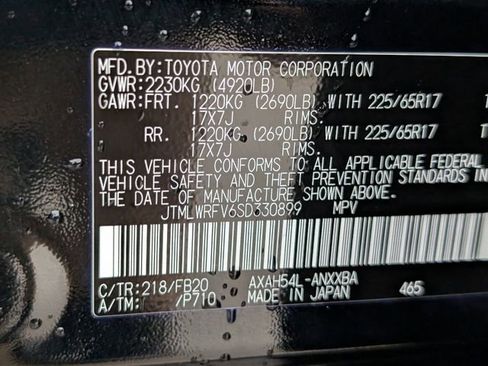 MFD. BY: TOYOTA MOTOR CORPORATION
GVWR: 2230KG (4920LB)
GAWR: FRT. 1220KG (2690LB) WITH 225/65R17
17X7J RIMS.
RR. 1220KG (2690LB) WITH 225/65R17
17X7J RIMS.
THIS VEHICLE CONFORMS TO ALL APPLICABLE FEDERAL
VEHICLE SAFETY AND THEFT PREVENTION STANDARDS IN
DATE OF MANUFACTURE SHOWN ABOVE.
JTMLWRFV6SD330899 MPV
C/TR: 218/FB20 AXAH54L-ANXXBA 465
A/TM: /P710 MADE IN JAPAN